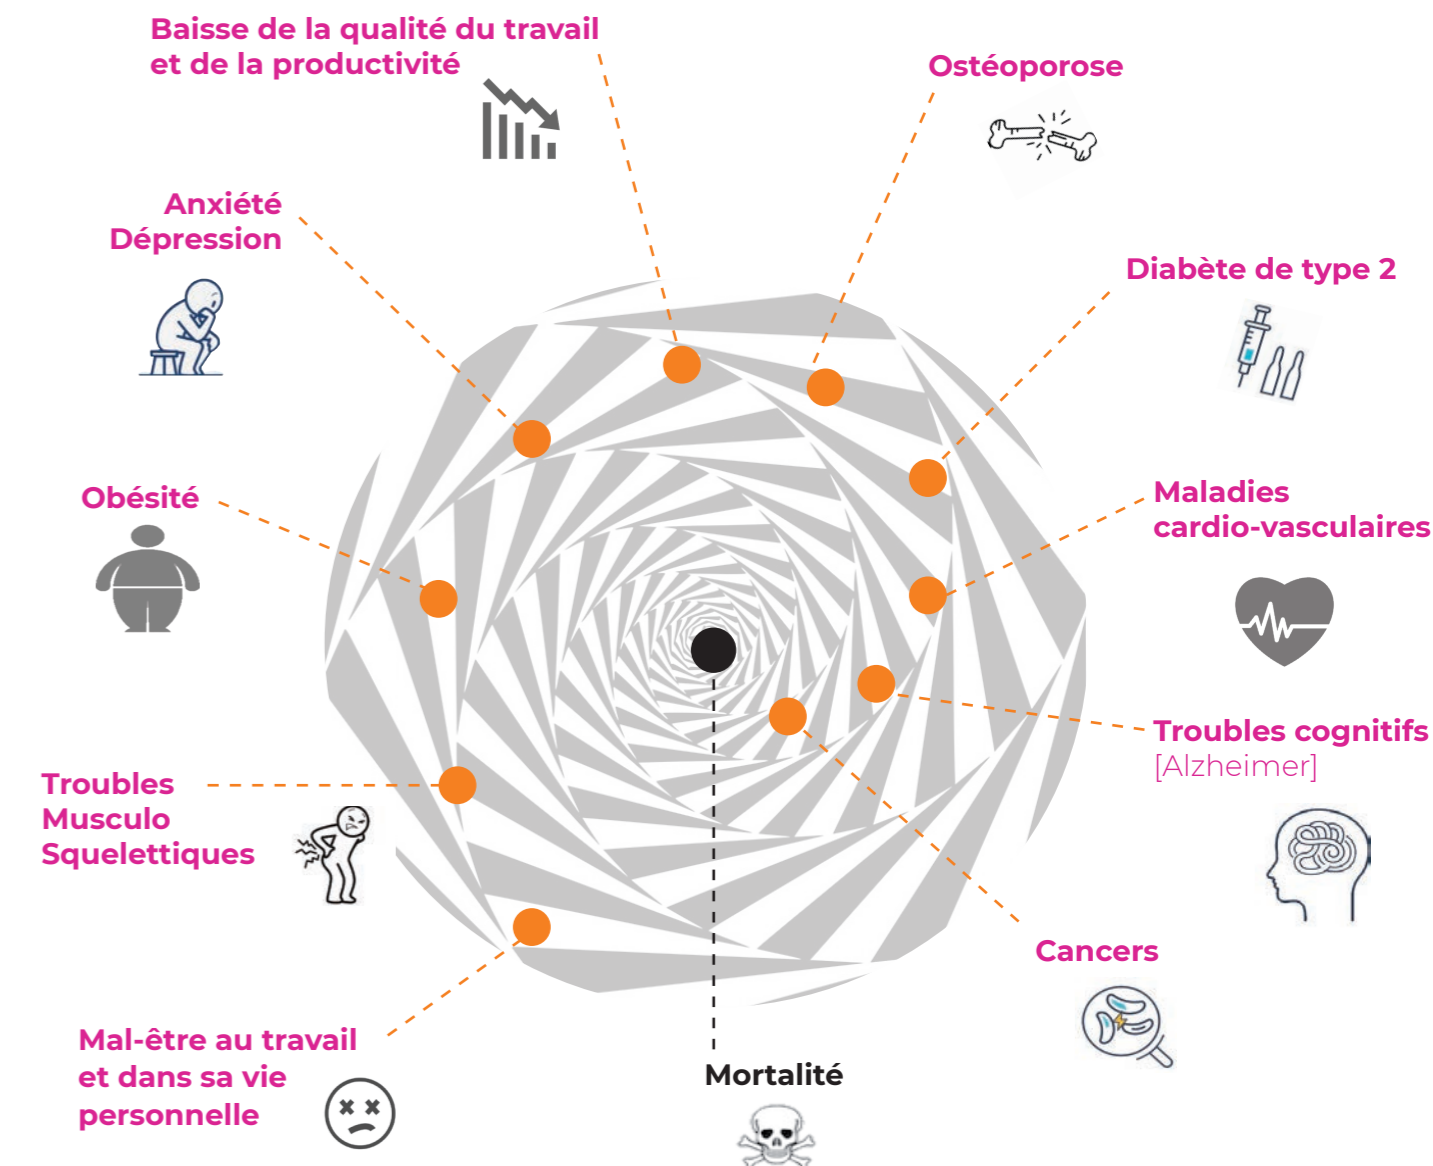 Baisse de la qualité du travail
et de la productivité
Ostéoporose
Anxiété
Dépression
Diabète de type 2
Obésité
Maladies
cardio-vasculaires
Troubles cognitifs
[Alzheimer]
Troubles
Musculo
Squelettiques
Cancers
Mal-être au travail
et dans sa vie
personnelle
Mortalité